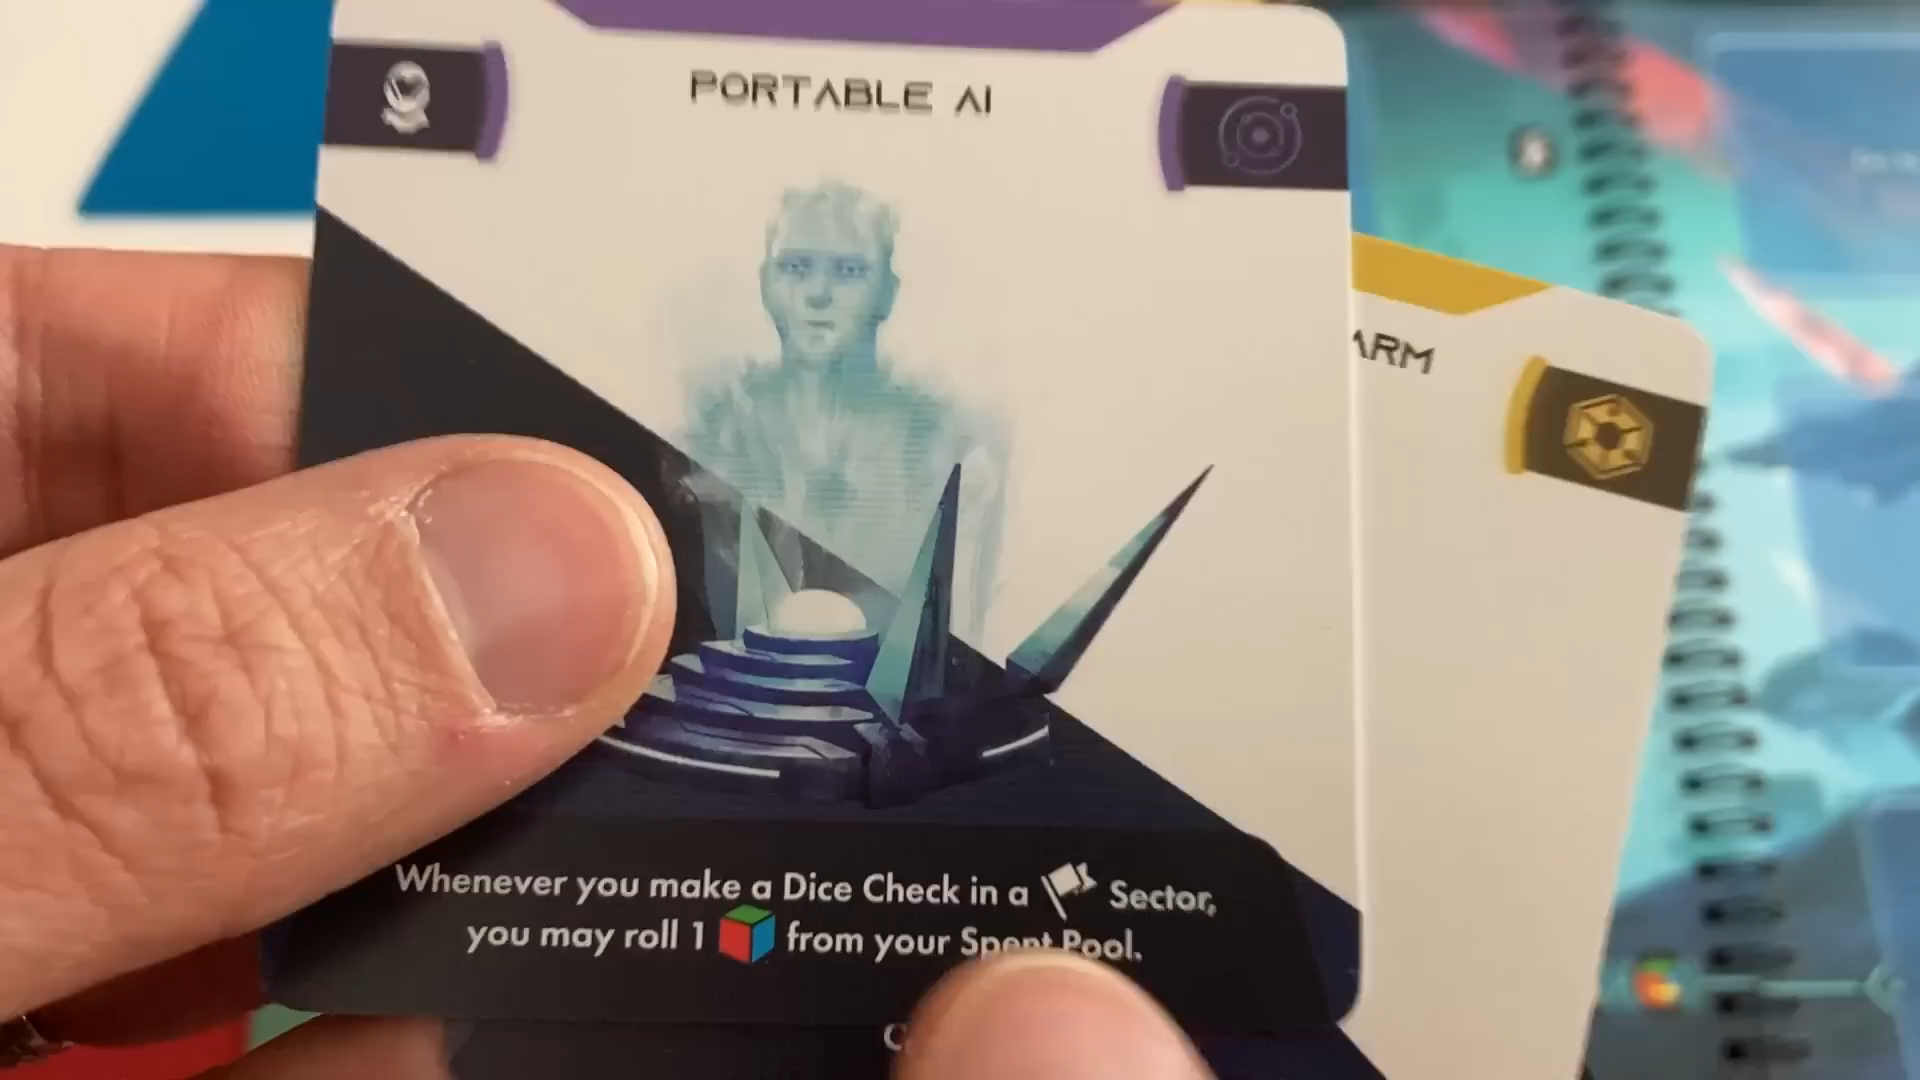 PORTABLE AI
ARM
Whenever you make a Dice Check in a Sector,
you may roll 1 from your Spent Pool.